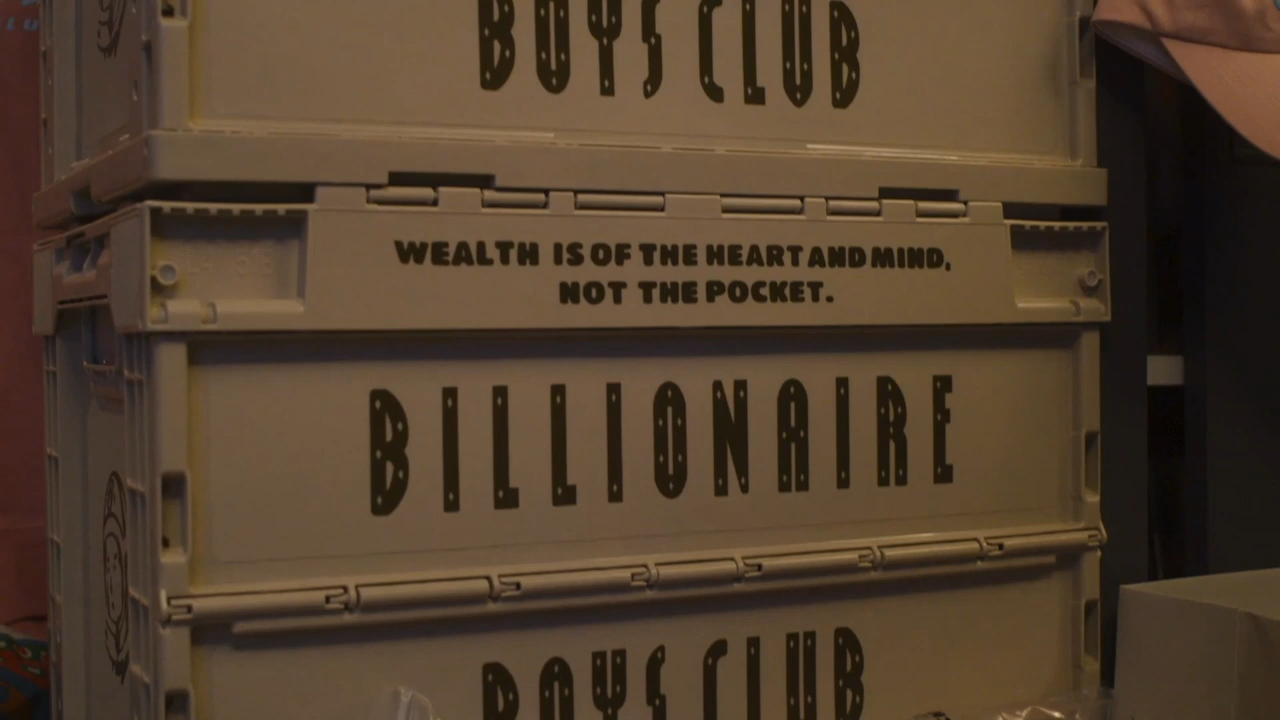 BOYS CLUB
WEALTH IS OF THE HEART AND MIND,
NOT THE POCKET.
BILLIONAIRE
BOYS CLUB